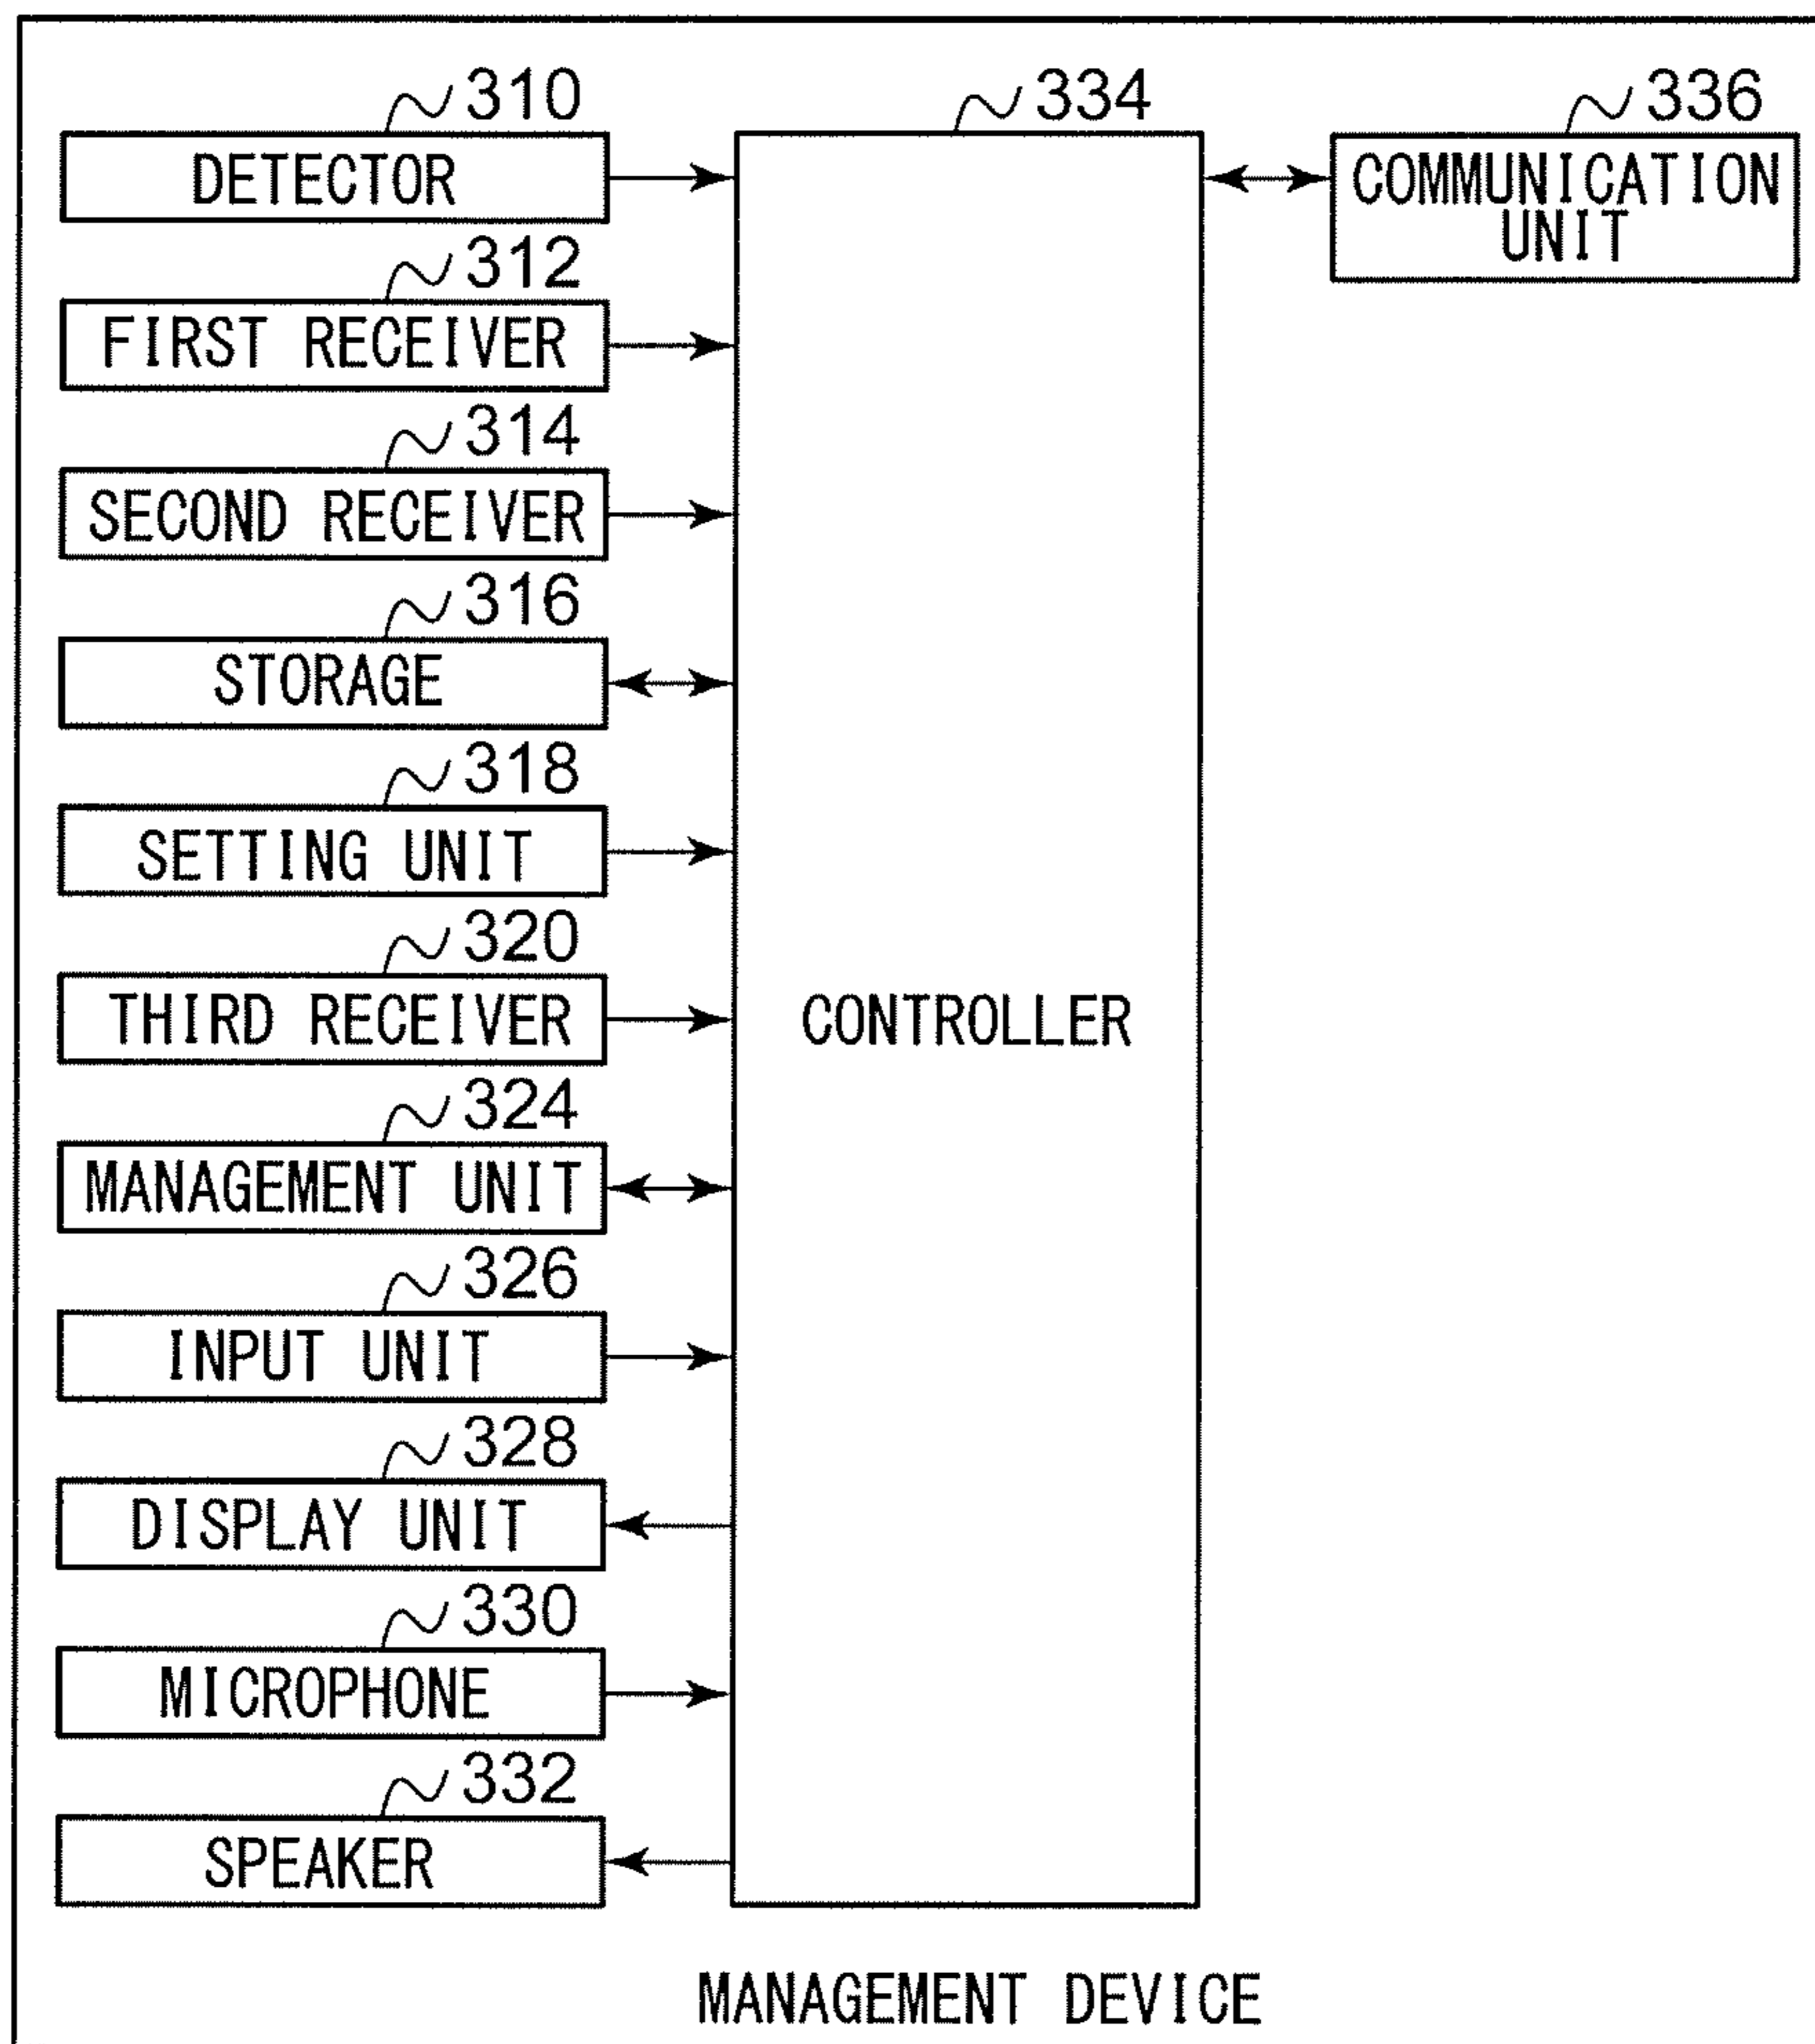 310
334
336
DETECTOR
COMMUNICATION
UNIT
312
FIRST RECEIVER
314
SECOND RECEIVER
316
STORAGE
318
SETTING UNIT
320
THIRD RECEIVER
CONTROLLER
324
MANAGEMENT UNIT
326
INPUT UNIT
328
DISPLAY UNIT
330
MICROPHONE
332
SPEAKER
MANAGEMENT DEVICE